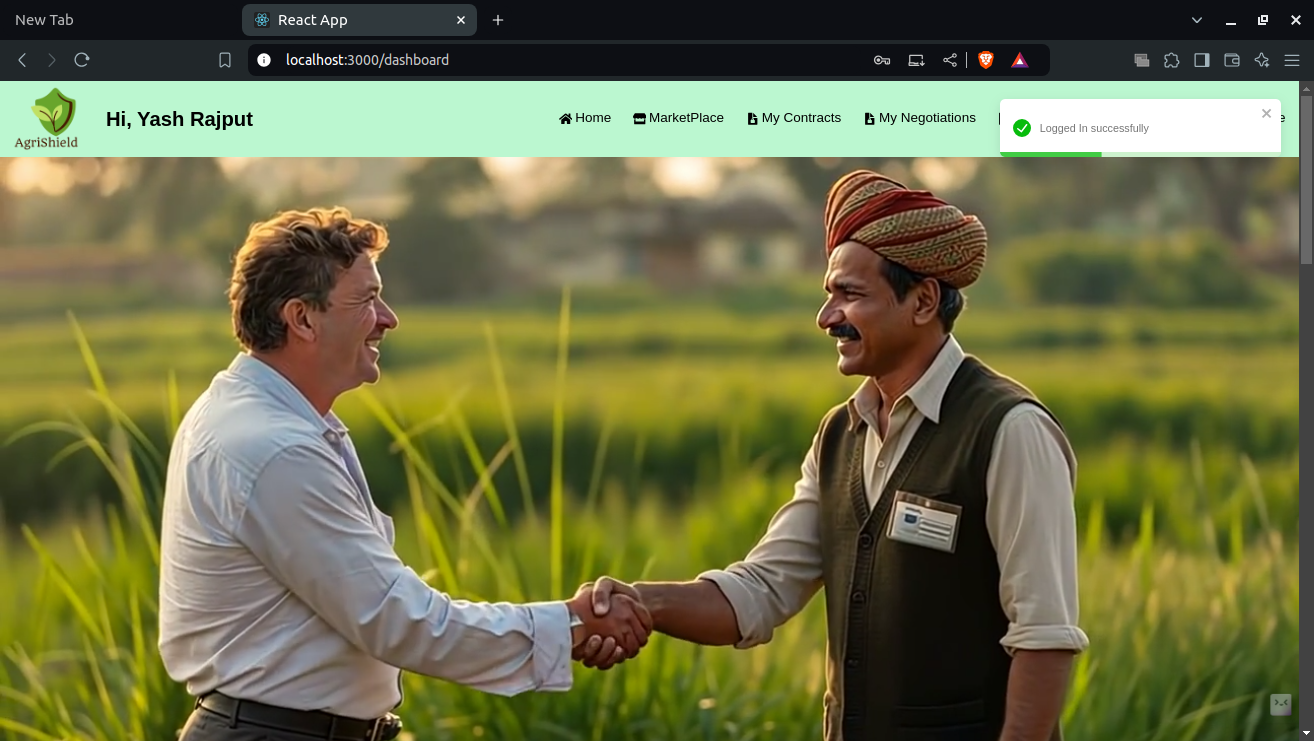 New Tab
React App
localhost:3000/dashboard
AgriShield
Hi, Yash Rajput
Home
MarketPlace
My Contracts
My Negotiations
e
Logged In successfully